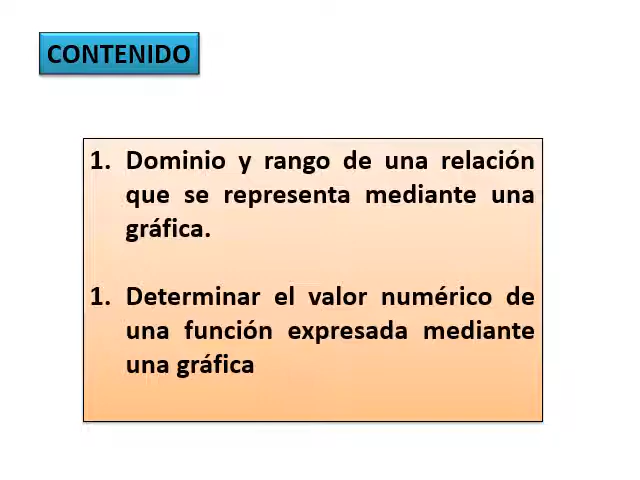 CONTENIDO
1. Dominio y rango de una relación
que se representa mediante una
gráfica.
1. Determinar el valor numérico de
una función expresada mediante
una gráfica